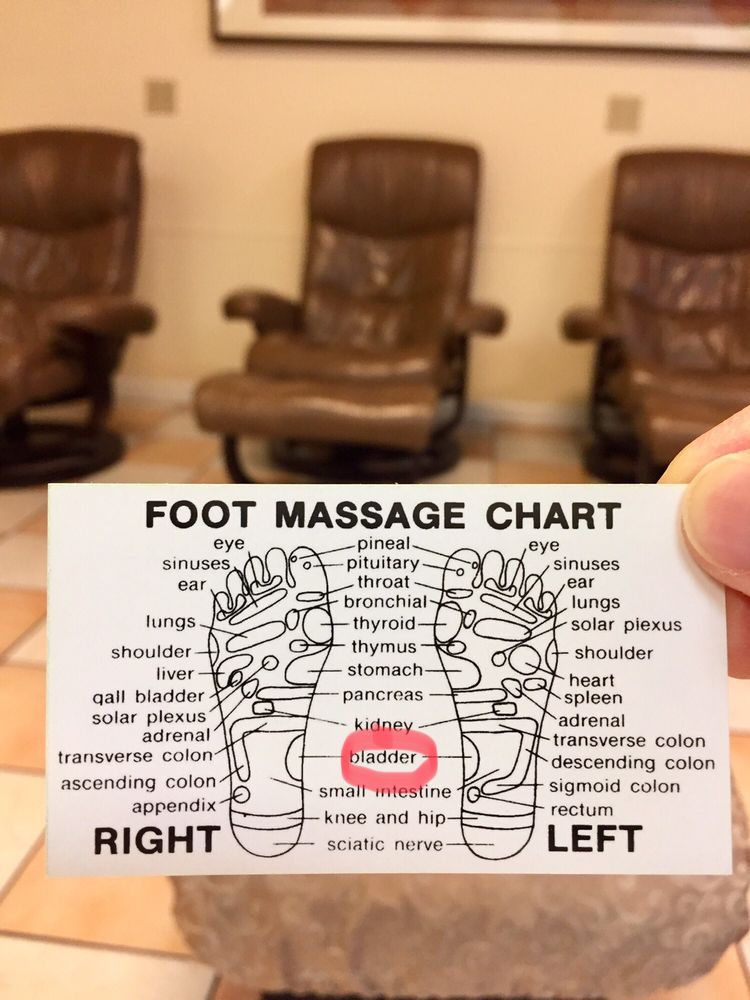 FOOT MASSAGE CHART
eye
sinuses
ear
lungs
shoulder
liver
qall bladder
solar plexus
adrenal
transverse colon
ascending colon
appendix
RIGHT
pineal
pituitary
throat
bronchial
thyroid
thymus
stomach
pancreas
kidney
bladder
small intestine
knee and hip
sciatic nerve
eye
sinuses
ear
lungs
solar piexus
shoulder
heart
spleen
adrenal
transverse colon
descending colon
sigmoid colon
rectum
LEFT